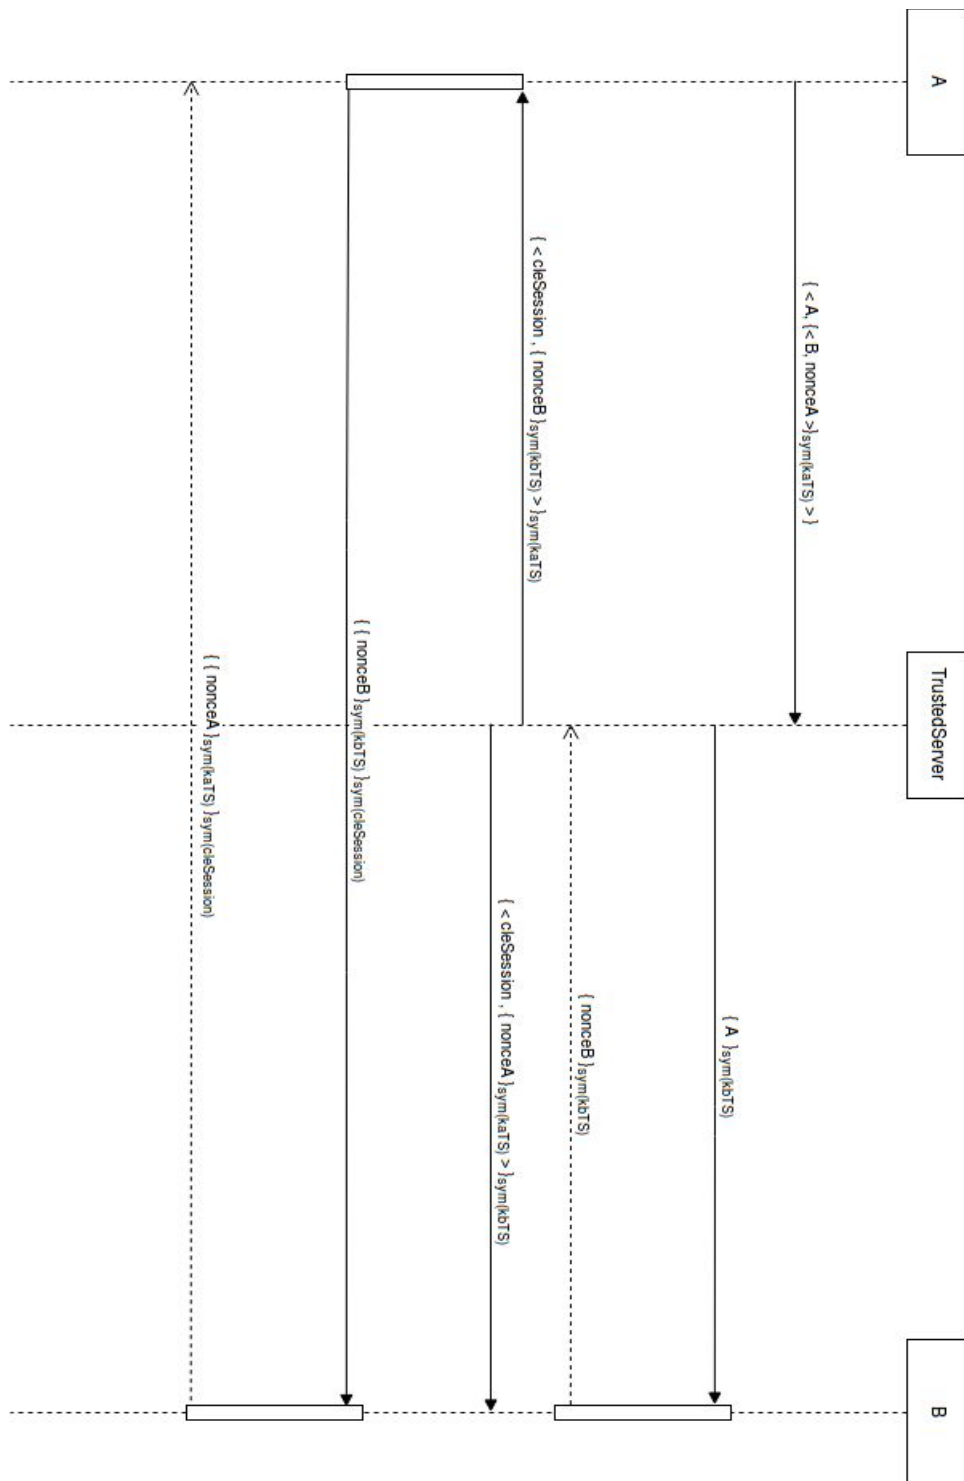 A
TrustedServer
B
{ < A, {< B, nonceA >}sym(kaTS) > }
{ A }sym(kbTS)
{ nonceB }sym(kbTS)
{ < cleSession , { nonceB }sym(kbTS) > }sym(kaTS)
{ < cleSession , { nonceA }sym(kaTS) > }sym(kbTS)
{ { nonceB }sym(kbTS) }sym(cleSession)
{ { nonceA }sym(kaTS) }sym(cleSession)